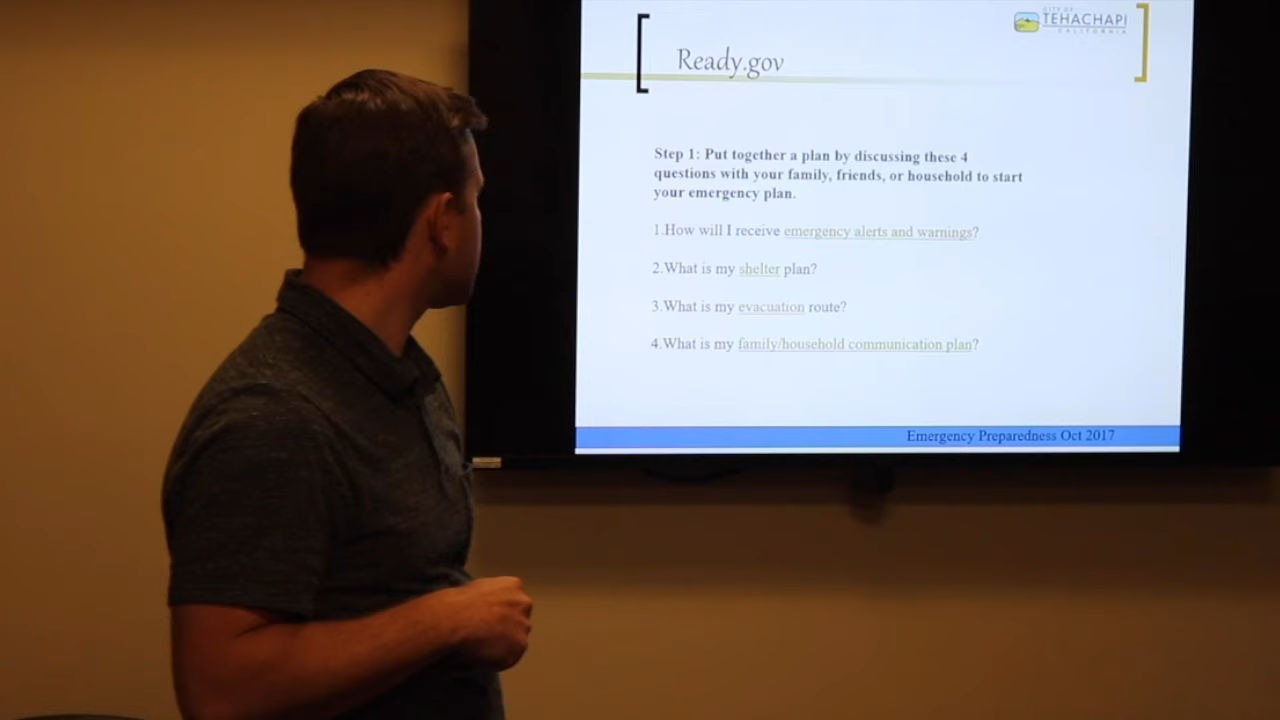 CITY OF
TEHACHAPI
CALIFORNIA
Ready.gov
Step 1: Put together a plan by discussing these 4
questions with your family, friends, or household to start
your emergency plan.
1.How will I receive emergency alerts and warnings?
2.What is my shelter plan?
3.What is my evacuation route?
4.What is my family/household communication plan?
Emergency Preparedness Oct 2017